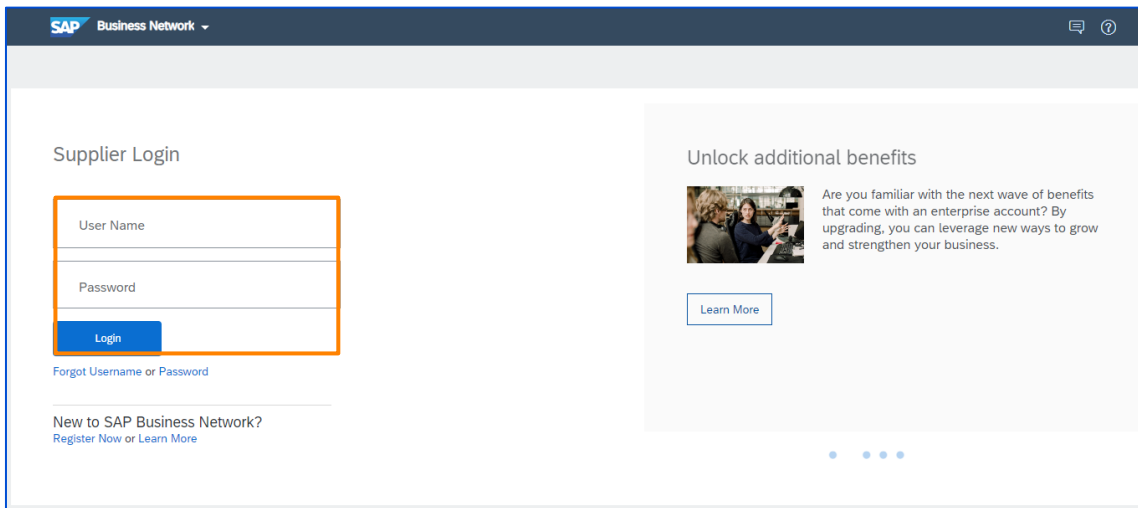 SAP Business Network
Supplier Login
User Name
Password
Login
Forgot Username or Password
New to SAP Business Network?
Register Now or Learn More
Unlock additional benefits
Are you familiar with the next wave of benefits
that come with an enterprise account? By
upgrading, you can leverage new ways to grow
and strengthen your business.
Learn More